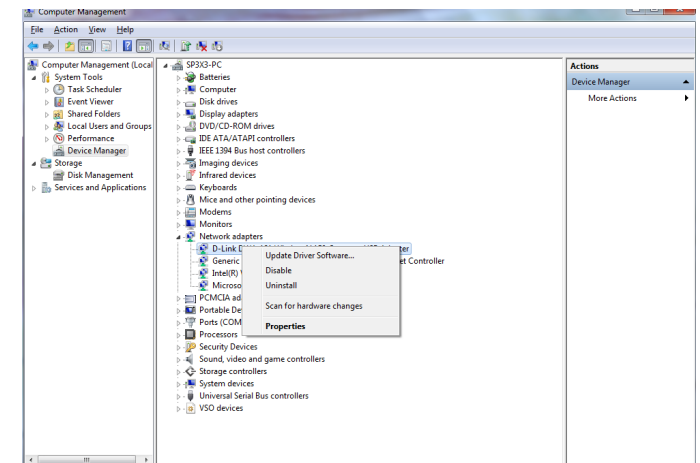 Computer Management
File Action View Help
Computer Management (Local
System Tools
Task Scheduler
Event Viewer
Shared Folders
Local Users and Groups
Performance
Device Manager
Storage
Disk Management
Services and Applications
SP3X3-PC
Batteries
Computer
Disk drives
Display adapters
DVD/CD-ROM drives
IDE ATA/ATAPI controllers
IEEE 1394 Bus host controllers
Imaging devices
Infrared devices
Keyboards
Mice and other pointing devices
Modems
Monitors
Network adapters
D-Link
Generic et Controller
Intel(R)
Microso
PCMCIA ad
Portable De
Ports (COM
Processors
Security Devices
Sound, video and game controllers
Storage controllers
System devices
Universal Serial Bus controllers
VSO devices
Update Driver Software...
Disable
Uninstall
Scan for hardware changes
Properties
Actions
Device Manager
More Actions